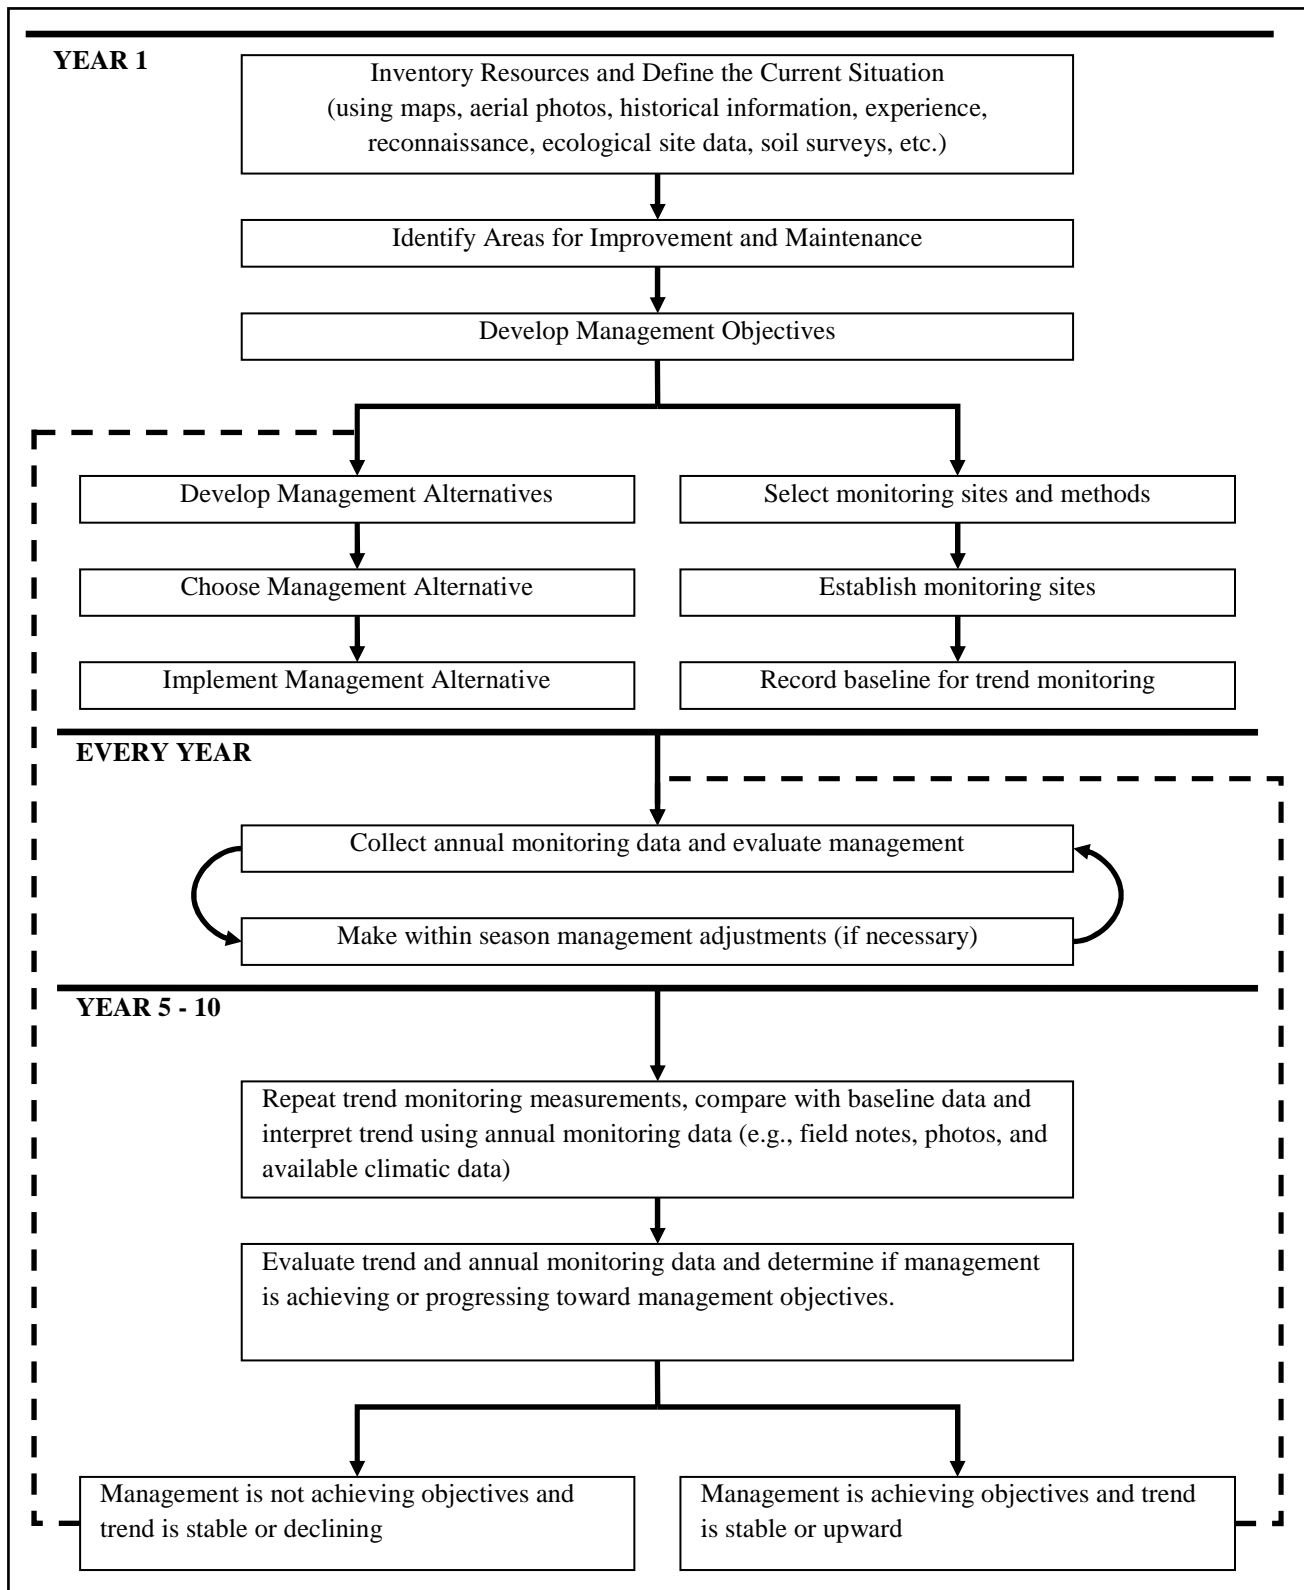 YEAR 1
Inventory Resources and Define the Current Situation
(using maps, aerial photos, historical information, experience,
reconnaissance, ecological site data, soil surveys, etc.)
Identify Areas for Improvement and Maintenance
Develop Management Objectives
Develop Management Alternatives
Select monitoring sites and methods
Choose Management Alternative
Establish monitoring sites
Implement Management Alternative
Record baseline for trend monitoring
EVERY YEAR
Collect annual monitoring data and evaluate management
Make within season management adjustments (if necessary)
YEAR 5 - 10
Repeat trend monitoring measurements, compare with baseline data and
interpret trend using annual monitoring data (e.g., field notes, photos, and
available climatic data)
Evaluate trend and annual monitoring data and determine if management
is achieving or progressing toward management objectives.
Management is not achieving objectives and
trend is stable or declining
Management is achieving objectives and trend
is stable or upward